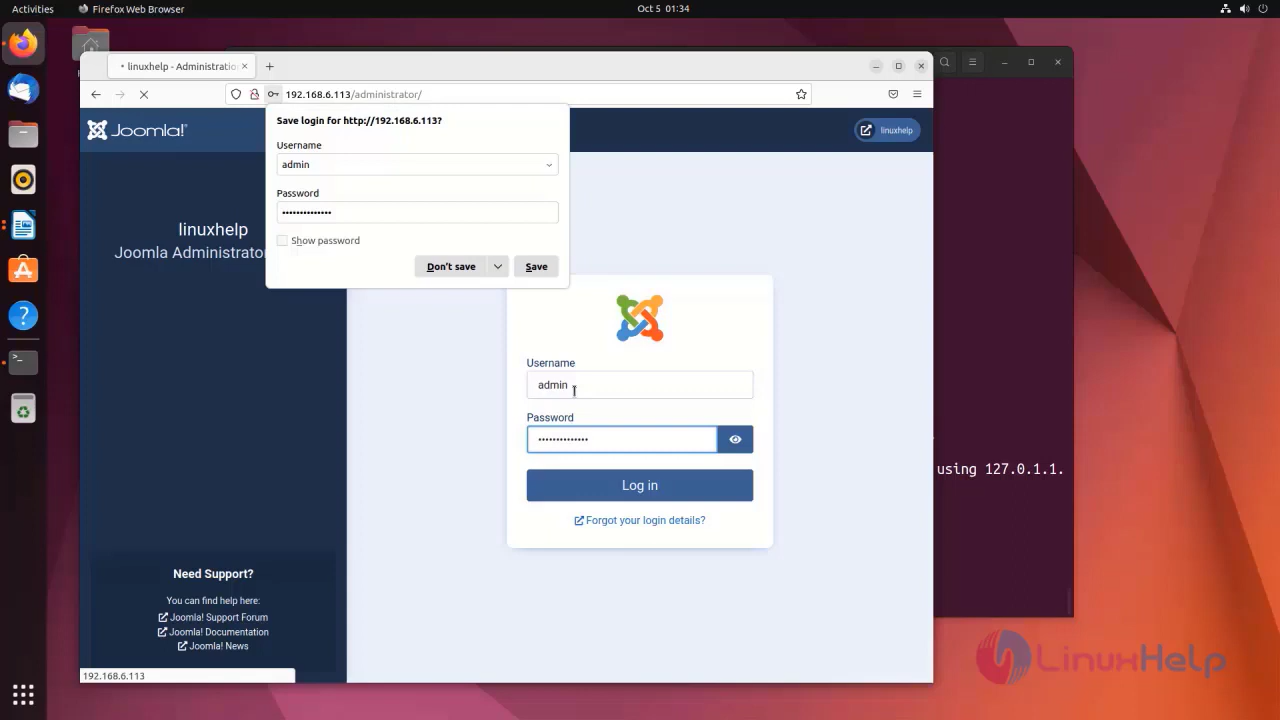 Activities
Firefox Web Browser
Oct 5 01:34
linuxhelp - Administratio
192.168.6.113/administrator/
Joomla!®
linuxhelp
Save login for http://192.168.6.113?
Username
admin
Password
••••••••••••••
Show password
Don't save
Save
linuxhelp
Joomla Administrator
Username
admin
Password
••••••••••••••
Log in
Forgot your login details?
using 127.0.1.1.
Need Support?
You can find help here:
Joomla! Support Forum
Joomla! Documentation
Joomla! News
192.168.6.113
LinuxHelp